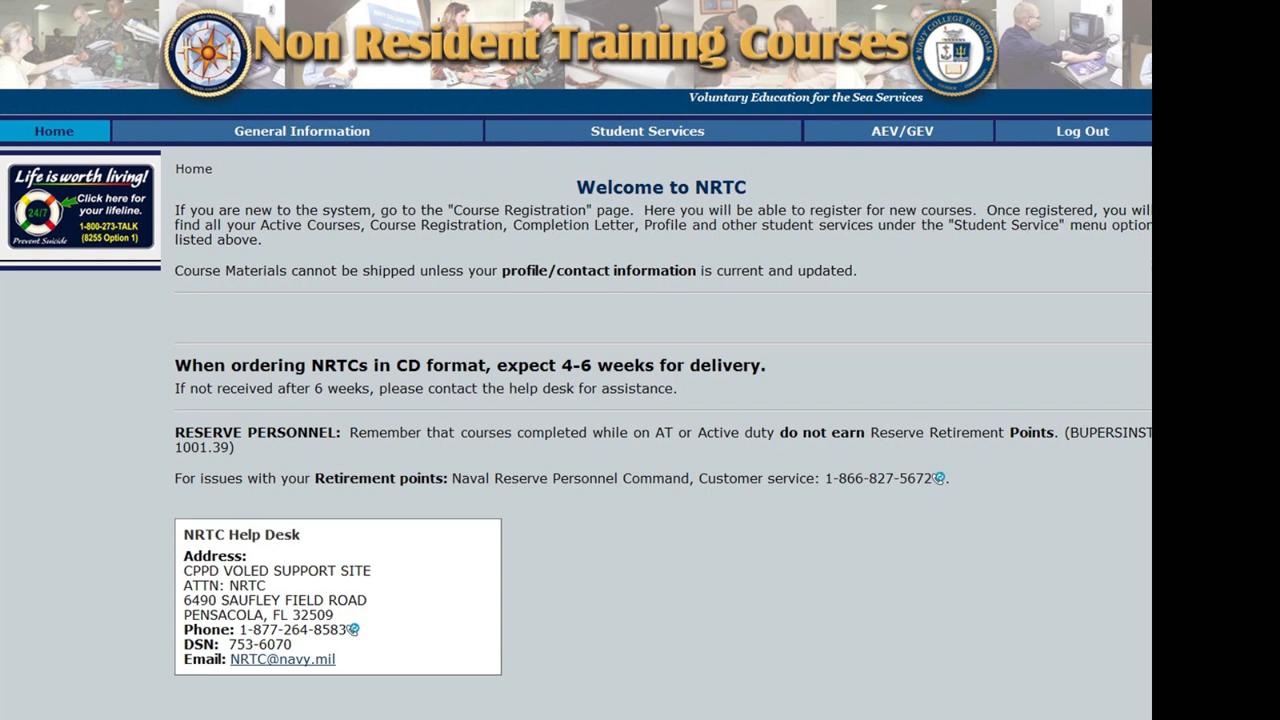 Non Resident Training Courses
NAVY COLLEGE PROGRAM
Voluntary Education for the Sea Services
Home General Information Student Services AEV/GEV Log Out
Life is worth living!
Click here for
your lifeline.
24/7
1-800-273-TALK
(8255 Option 1)
Prevent Suicide
Home
Welcome to NRTC
If you are new to the system, go to the "Course Registration" page. Here you will be able to register for new courses. Once registered, you will
find all your Active Courses, Course Registration, Completion Letter, Profile and other student services under the "Student Service" menu option
listed above.
Course Materials cannot be shipped unless your profile/contact information is current and updated.
When ordering NRTCs in CD format, expect 4-6 weeks for delivery.
If not received after 6 weeks, please contact the help desk for assistance.
RESERVE PERSONNEL: Remember that courses completed while on AT or Active duty do not earn Reserve Retirement Points. (BUPERSINST
1001.39)
For issues with your Retirement points: Naval Reserve Personnel Command, Customer service: 1-866-827-5672.
NRTC Help Desk
Address:
CPPD VOLED SUPPORT SITE
ATTN: NRTC
6490 SAUFLEY FIELD ROAD
PENSACOLA, FL 32509
Phone: 1-877-264-8583
DSN: 753-6070
Email: NRTC@navy.mil